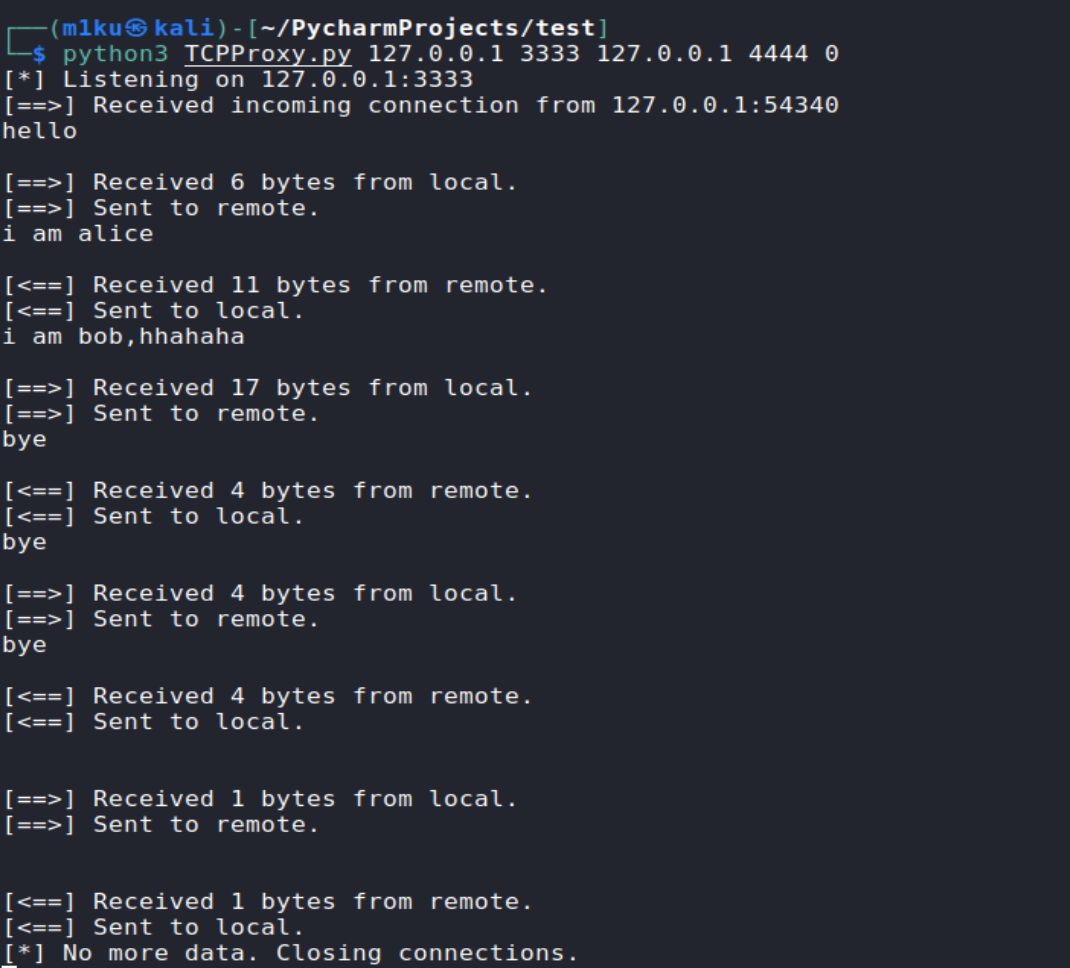 ┌──(m1ku㉿kali)-[~/PycharmProjects/test]
└─$ python3 TCPProxy.py 127.0.0.1 3333 127.0.0.1 4444 0
[*] Listening on 127.0.0.1:3333
[==>] Received incoming connection from 127.0.0.1:54340
hello
[==>] Received 6 bytes from local.
[==>] Sent to remote.
i am alice
[<==] Received 11 bytes from remote.
[<==] Sent to local.
i am bob,hhahaha
[==>] Received 17 bytes from local.
[==>] Sent to remote.
bye
[<==] Received 4 bytes from remote.
[<==] Sent to local.
bye
[==>] Received 4 bytes from local.
[==>] Sent to remote.
bye
[<==] Received 4 bytes from remote.
[<==] Sent to local.
[==>] Received 1 bytes from local.
[==>] Sent to remote.
[<==] Received 1 bytes from remote.
[<==] Sent to local.
[*] No more data. Closing connections.